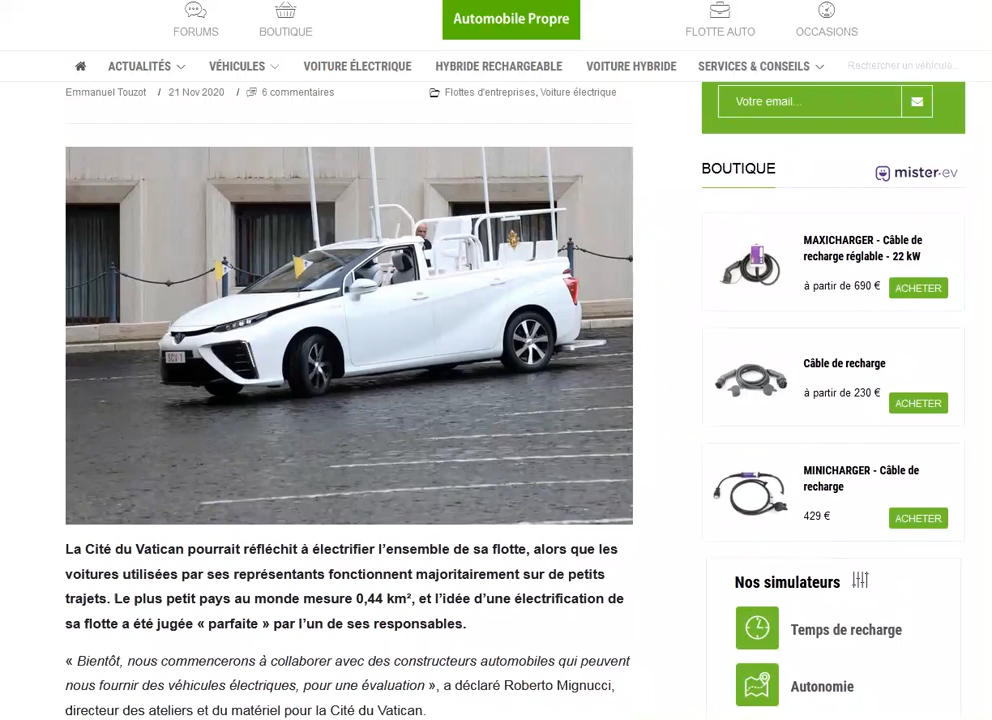 FORUMS
BOUTIQUE
Automobile Propre
FLOTTE AUTO
OCCASIONS
ACTUALITÉS
VÉHICULES
VOITURE ÉLECTRIQUE
HYBRIDE RECHARGEABLE
VOITURE HYBRIDE
SERVICES & CONSEILS
Rechercher un véhicule...
Emmanuel Touzot / 21 Nov 2020 / 6 commentaires
Flottes d'entreprises, Voiture électrique
SCV 1
La Cité du Vatican pourrait réfléchit à électrifier l'ensemble de sa flotte, alors que les
voitures utilisées par ses représentants fonctionnent majoritairement sur de petits
trajets. Le plus petit pays au monde mesure 0,44 km², et l'idée d'une électrification de
sa flotte a été jugée « parfaite » par l'un de ses responsables.
« Bientôt, nous commencerons à collaborer avec des constructeurs automobiles qui peuvent
nous fournir des véhicules électriques, pour une évaluation », a déclaré Roberto Mignucci,
directeur des ateliers et du matériel pour la Cité du Vatican.
Votre email...
BOUTIQUE
mister-ev
MAXICHARGER - Câble de
recharge réglable - 22 kW
à partir de 690 €
ACHETER
Câble de recharge
à partir de 230 €
ACHETER
MINICHARGER - Câble de
recharge
429 €
ACHETER
Nos simulateurs
Temps de recharge
Autonomie